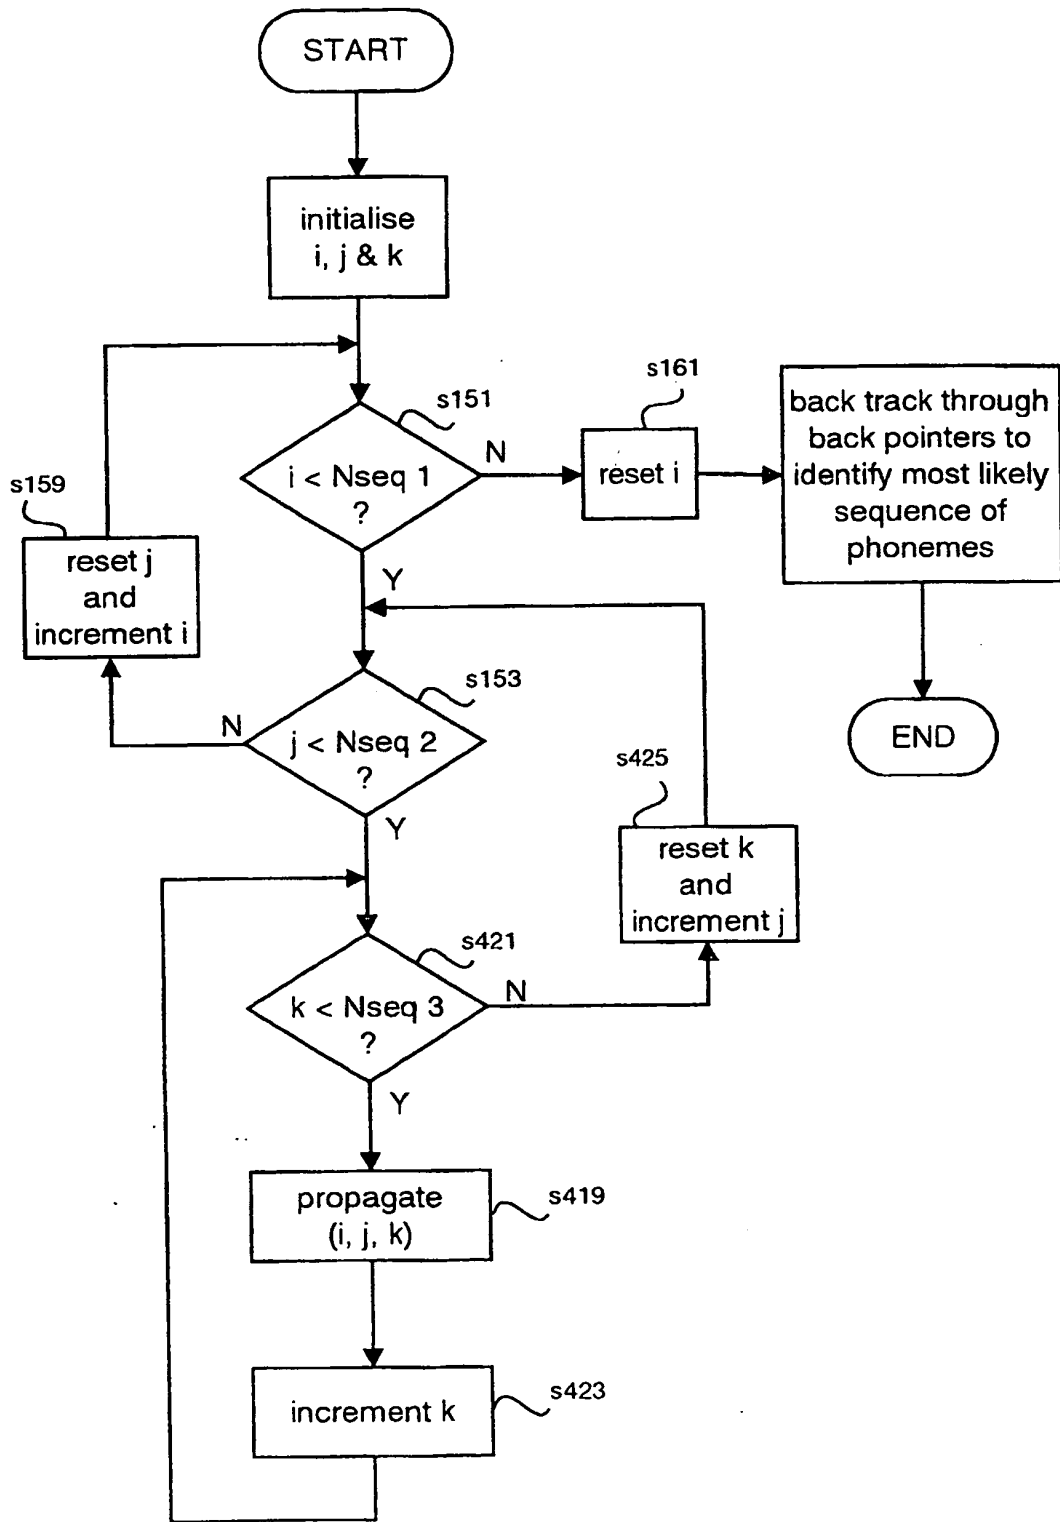 START
initialise
i, j & k
s151
i < Nseq 1
?
N
s161
reset i
back track through
back pointers to
identify most likely
sequence of
phonemes
END
s159
reset j
and
increment i
Y
s153
j < Nseq 2
?
N
Y
s425
reset k
and
increment j
s421
k < Nseq 3
?
N
Y
propagate
(i, j, k)
s419
increment k
s423